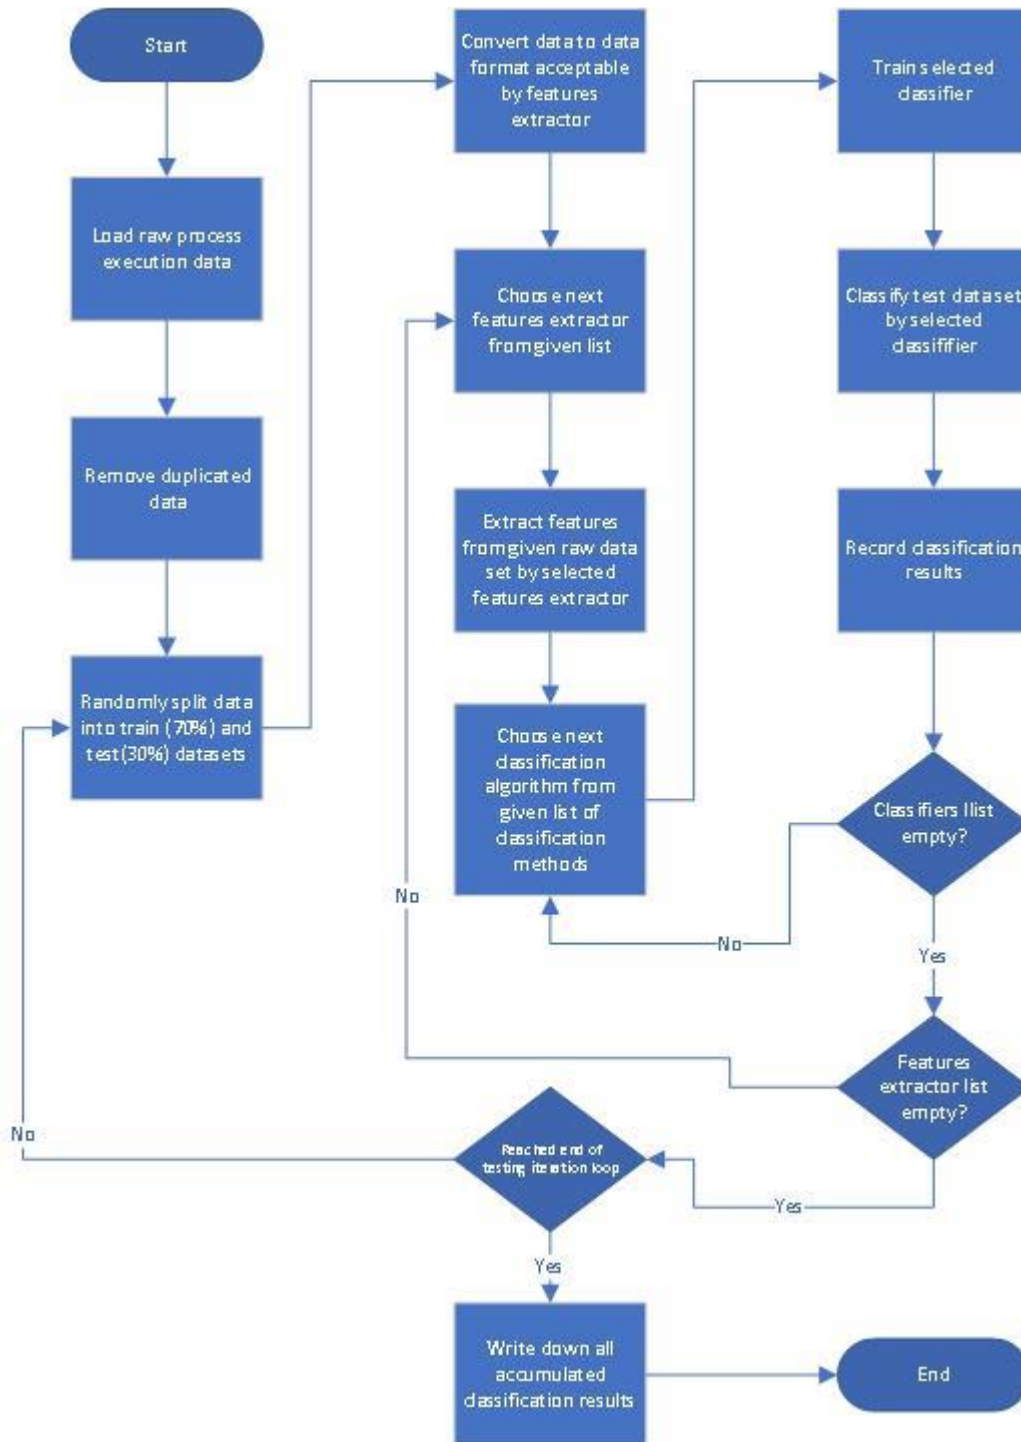 Start
Load raw process
execution data
Remove duplicated
data
Randomly split data
into train (70%) and
test (30%) datasets
Convert data to data
format acceptable
by features
extractor
Choose next
features extractor
from given list
Extract features
from given raw data
set by selected
features extractor
Choose next
classification
algorithm from
given list of
classification
methods
Train selected
classifier
Classify test data set
by selected
classififier
Record classification
results
Classifiers llist
empty?
No
Yes
Features
extractor list
empty?
No
Yes
Reached end of
testing iteration loop
No
Yes
Write down all
accumulated
classification results
End